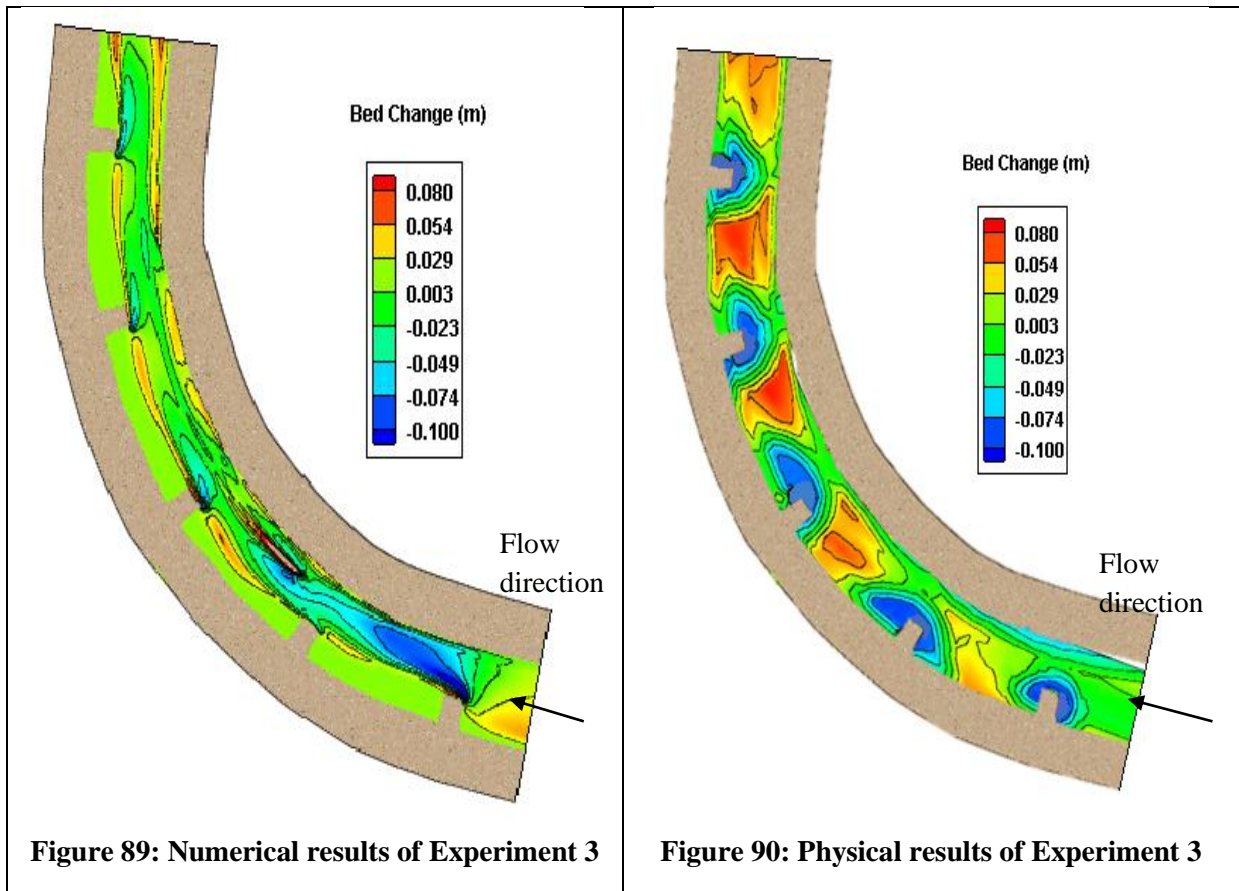 Bed Change (m)
0.080
0.054
0.029
0.003
-0.023
-0.049
-0.074
-0.100
Flow
direction
Figure 89: Numerical results of Experiment 3
Bed Change (m)
0.080
0.054
0.029
0.003
-0.023
-0.049
-0.074
-0.100
Flow
direction
Figure 90: Physical results of Experiment 3